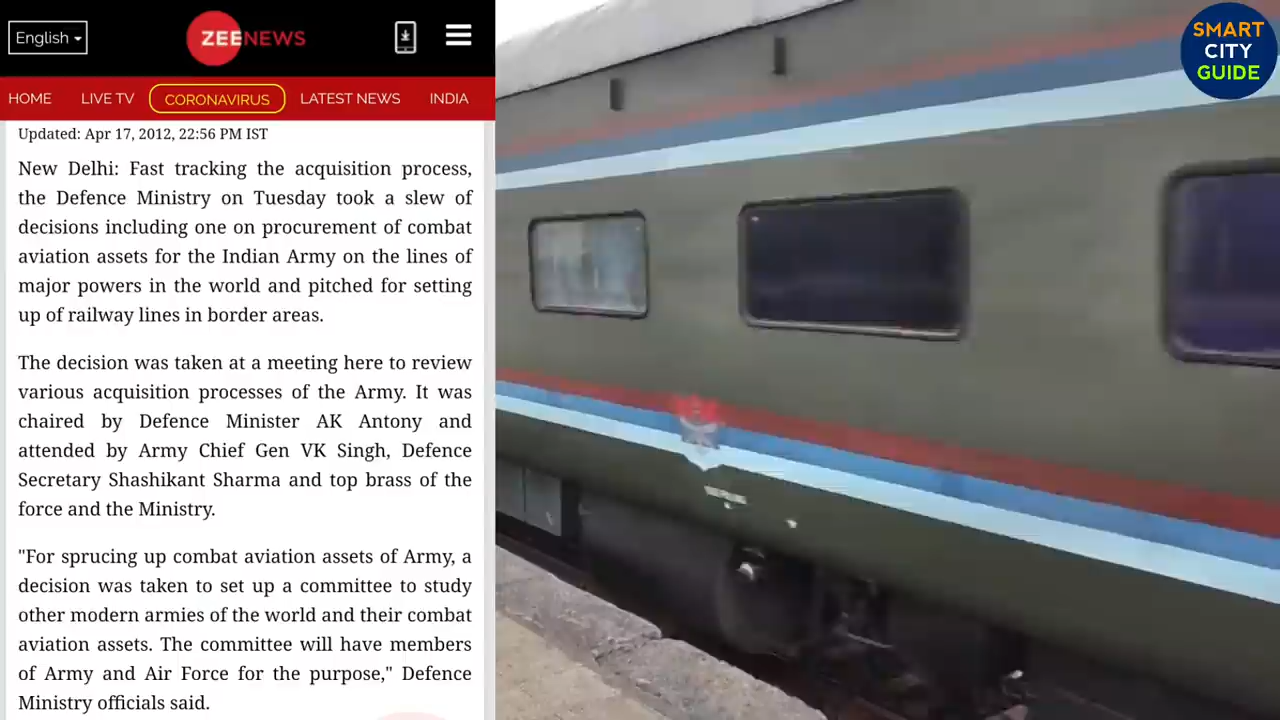 English
ZEENEWS
HOME LIVE TV CORONAVIRUS LATEST NEWS INDIA
Updated: Apr 17, 2012, 22:56 PM IST
New Delhi: Fast tracking the acquisition process,
the Defence Ministry on Tuesday took a slew of
decisions including one on procurement of combat
aviation assets for the Indian Army on the lines of
major powers in the world and pitched for setting
up of railway lines in border areas.
The decision was taken at a meeting here to review
various acquisition processes of the Army. It was
chaired by Defence Minister AK Antony and
attended by Army Chief Gen VK Singh, Defence
Secretary Shashikant Sharma and top brass of the
force and the Ministry.
"For sprucing up combat aviation assets of Army, a
decision was taken to set up a committee to study
other modern armies of the world and their combat
aviation assets. The committee will have members
of Army and Air Force for the purpose," Defence
Ministry officials said.
SMART
CITY
GUIDE